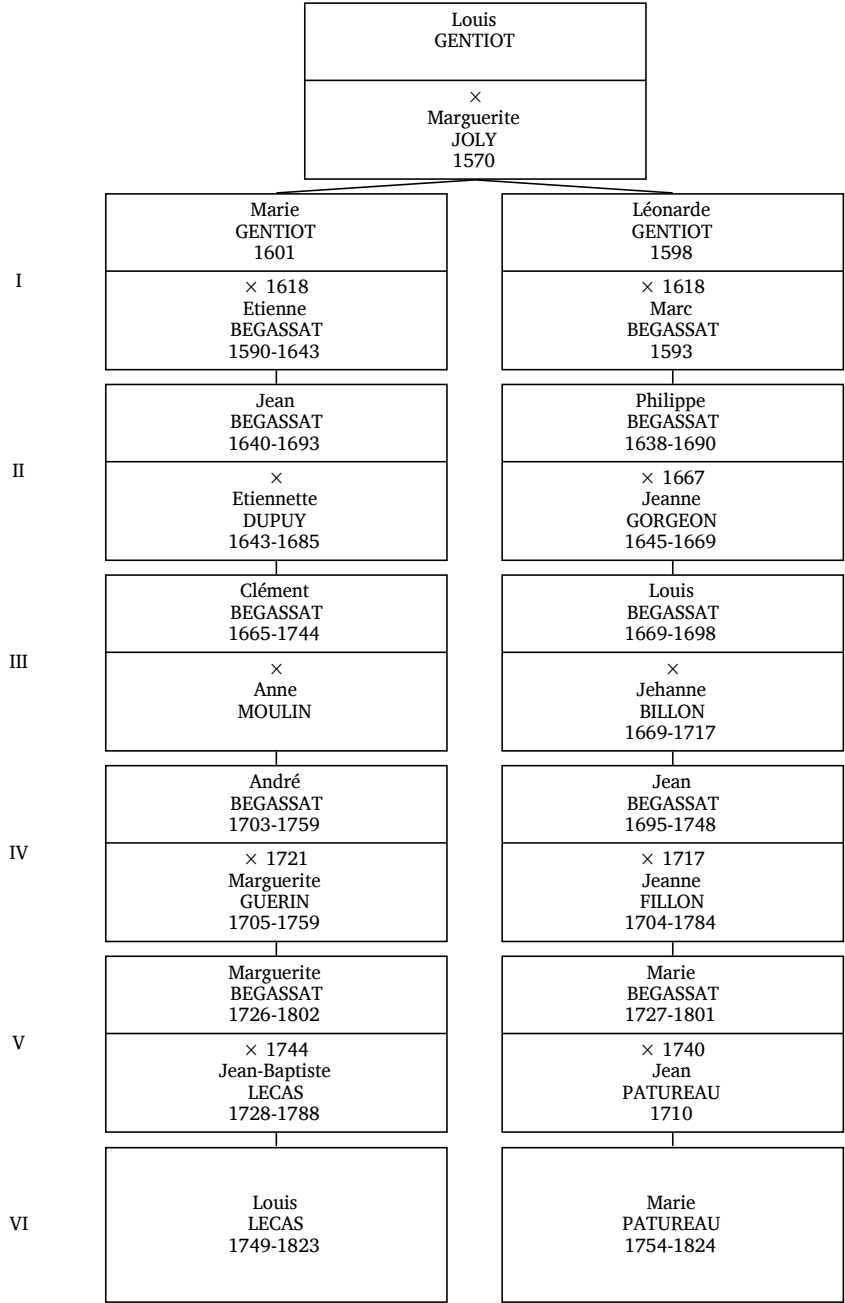 Louis
GENTIOT
×
Marguerite
JOLY
1570
I
Marie
GENTIOT
1601
× 1618
Etienne
BEGASSAT
1590-1643
Léonarde
GENTIOT
1598
× 1618
Marc
BEGASSAT
1593
II
Jean
BEGASSAT
1640-1693
×
Etiennette
DUPUY
1643-1685
Philippe
BEGASSAT
1638-1690
× 1667
Jeanne
GORGEON
1645-1669
III
Clément
BEGASSAT
1665-1744
×
Anne
MOULIN
Louis
BEGASSAT
1669-1698
×
Jehanne
BILLON
1669-1717
IV
André
BEGASSAT
1703-1759
× 1721
Marguerite
GUERIN
1705-1759
Jean
BEGASSAT
1695-1748
× 1717
Jeanne
FILLON
1704-1784
V
Marguerite
BEGASSAT
1726-1802
× 1744
Jean-Baptiste
LECAS
1728-1788
Marie
BEGASSAT
1727-1801
× 1740
Jean
PATUREAU
1710
VI
Louis
LECAS
1749-1823
Marie
PATUREAU
1754-1824